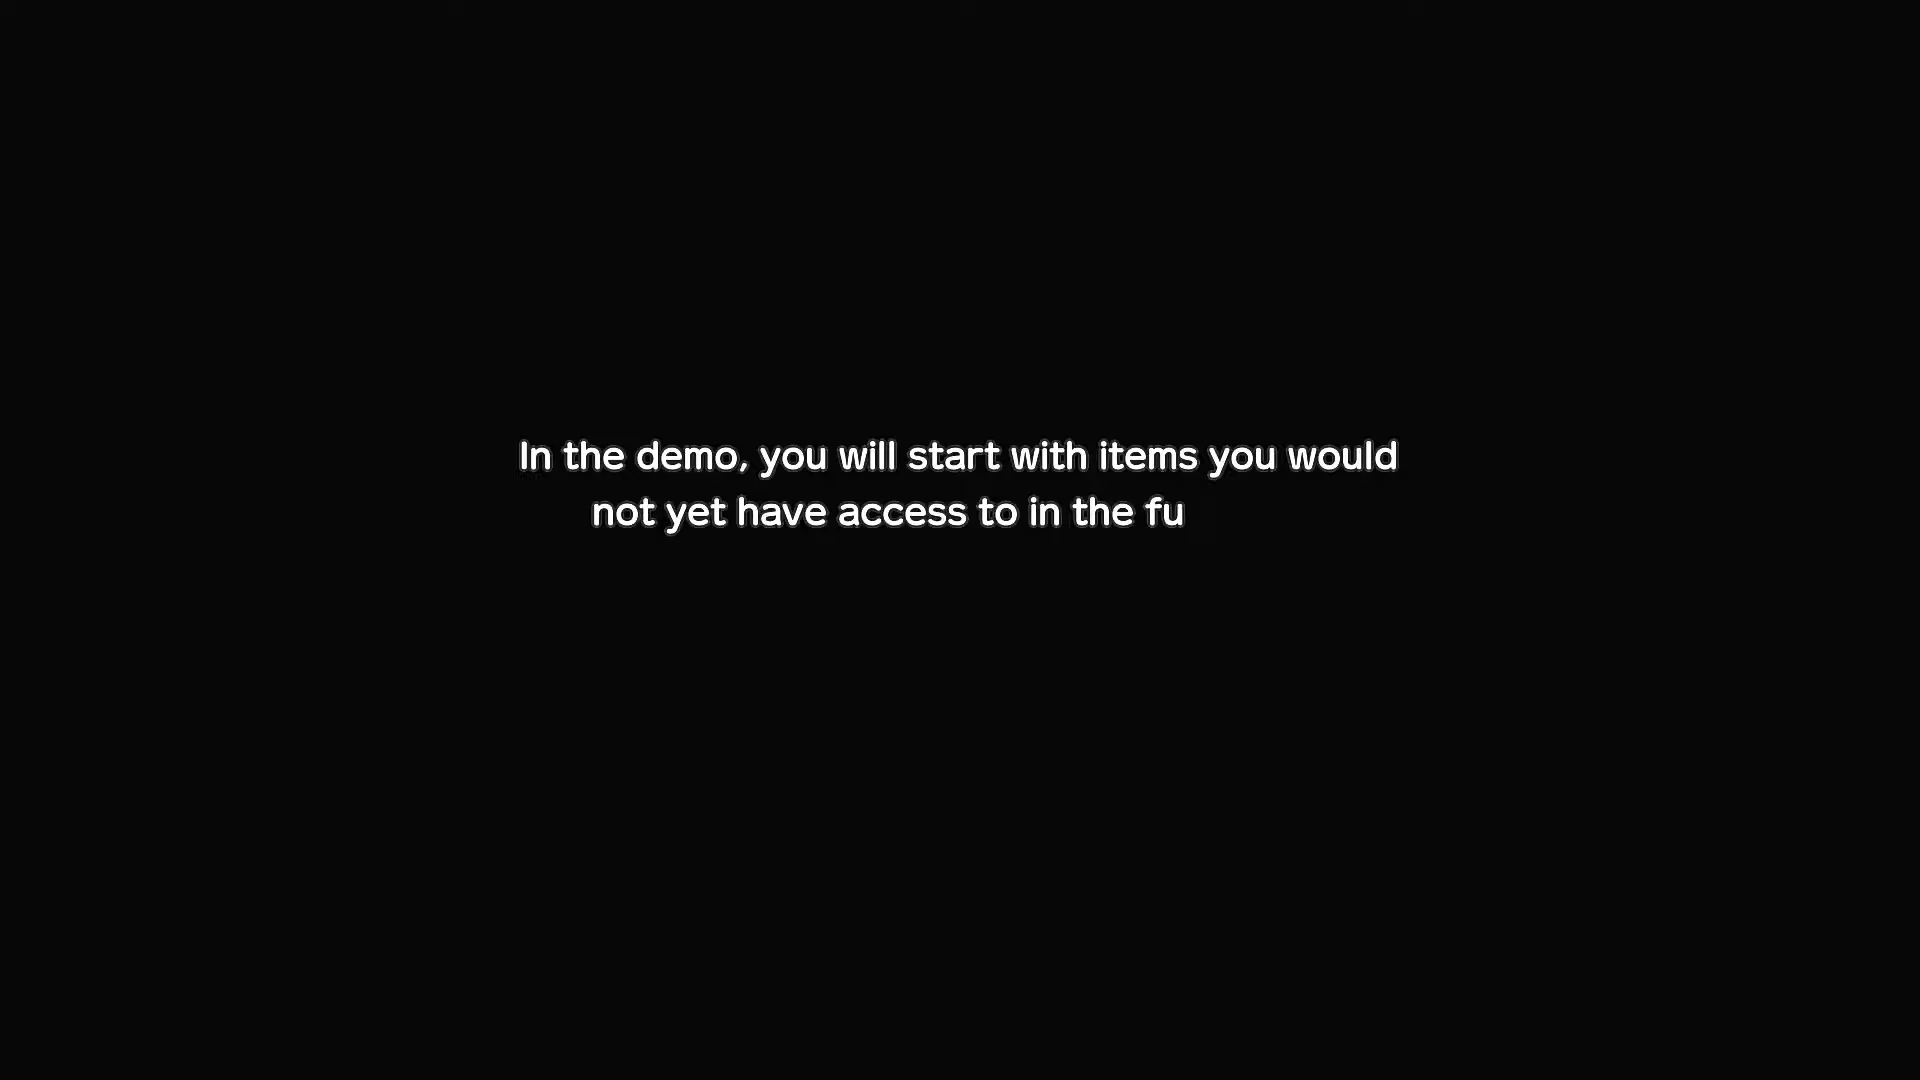 In the demo, you will start with items you would
not yet have access to in the fu